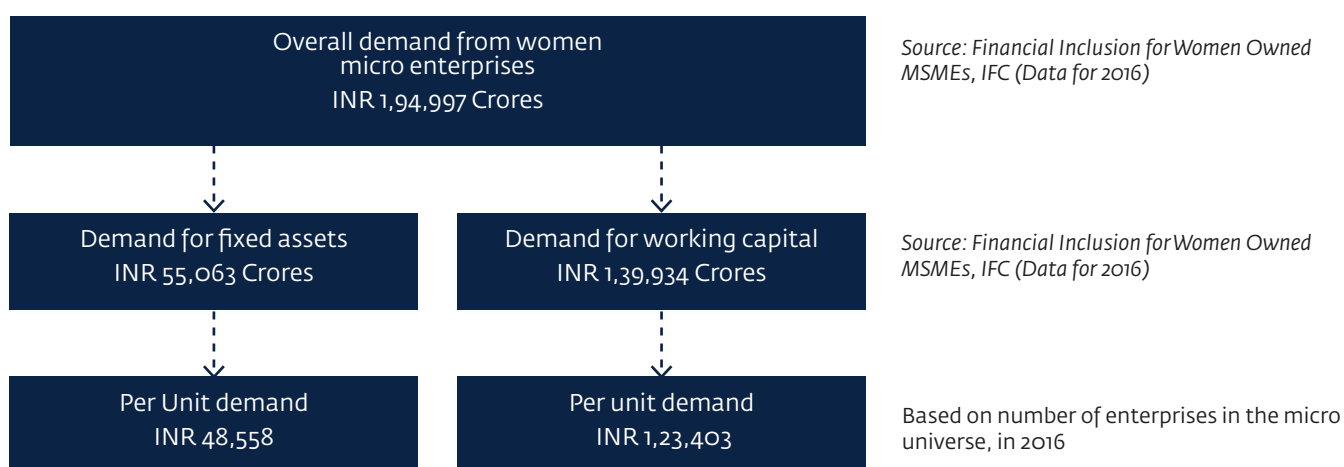 Overall demand from women
micro enterprises
INR 1,94,997 Crores
Source: Financial Inclusion for Women Owned
MSMEs, IFC (Data for 2016)
Demand for fixed assets
INR 55,063 Crores
Demand for working capital
INR 1,39,934 Crores
Source: Financial Inclusion for Women Owned
MSMEs, IFC (Data for 2016)
Per Unit demand
INR 48,558
Per unit demand
INR 1,23,403
Based on number of enterprises in the micro
universe, in 2016